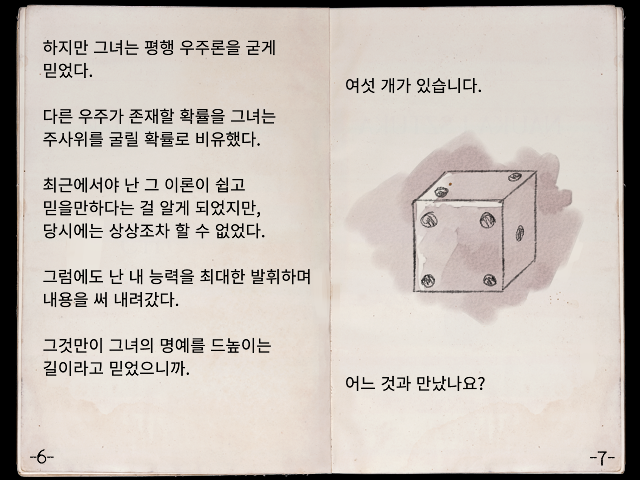 하지만 그녀는 평행 우주론을 굳게
믿었다.
다른 우주가 존재할 확률을 그녀는
주사위를 굴릴 확률로 비유했다.
최근에서야 난 그 이론이 쉽고
믿을만하다는 걸 알게 되었지만,
당시에는 상상조차 할 수 없었다.
그럼에도 난 내 능력을 최대한 발휘하며
내용을 써 내려갔다.
그것만이 그녀의 명예를 드높이는
길이라고 믿었으니까.
-6-
여섯 개가 있습니다.
어느 것과 만났나요?
-7-